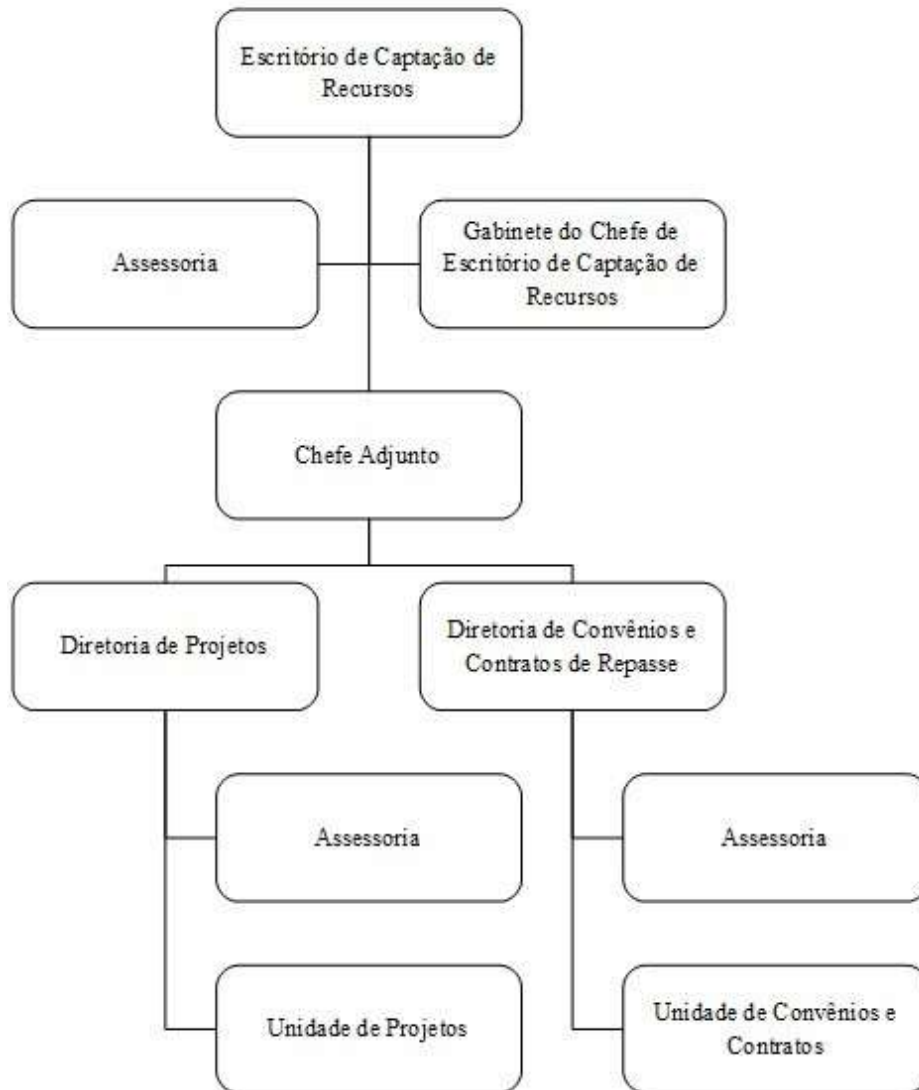 Escritório de Captação de
Recursos
Assessoria
Gabinete do Chefe de
Escritório de Captação de
Recursos
Chefe Adjunto
Diretoria de Projetos
Diretoria de Convênios e
Contratos de Repasse
Assessoria
Assessoria
Unidade de Projetos
Unidade de Convênios e
Contratos